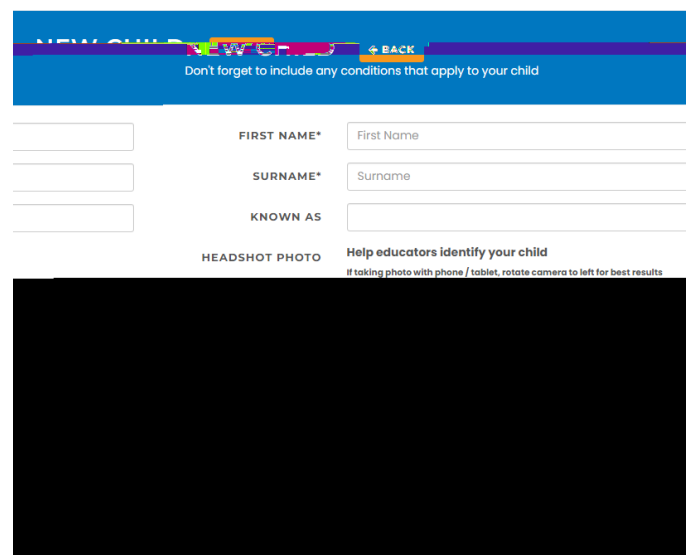 NEW CHILD
← BACK
Don't forget to include any conditions that apply to your child
FIRST NAME* First Name
SURNAME* Surname
KNOWN AS
HEADSHOT PHOTO Help educators identify your child
If taking photo with phone / tablet, rotate camera to left for best results